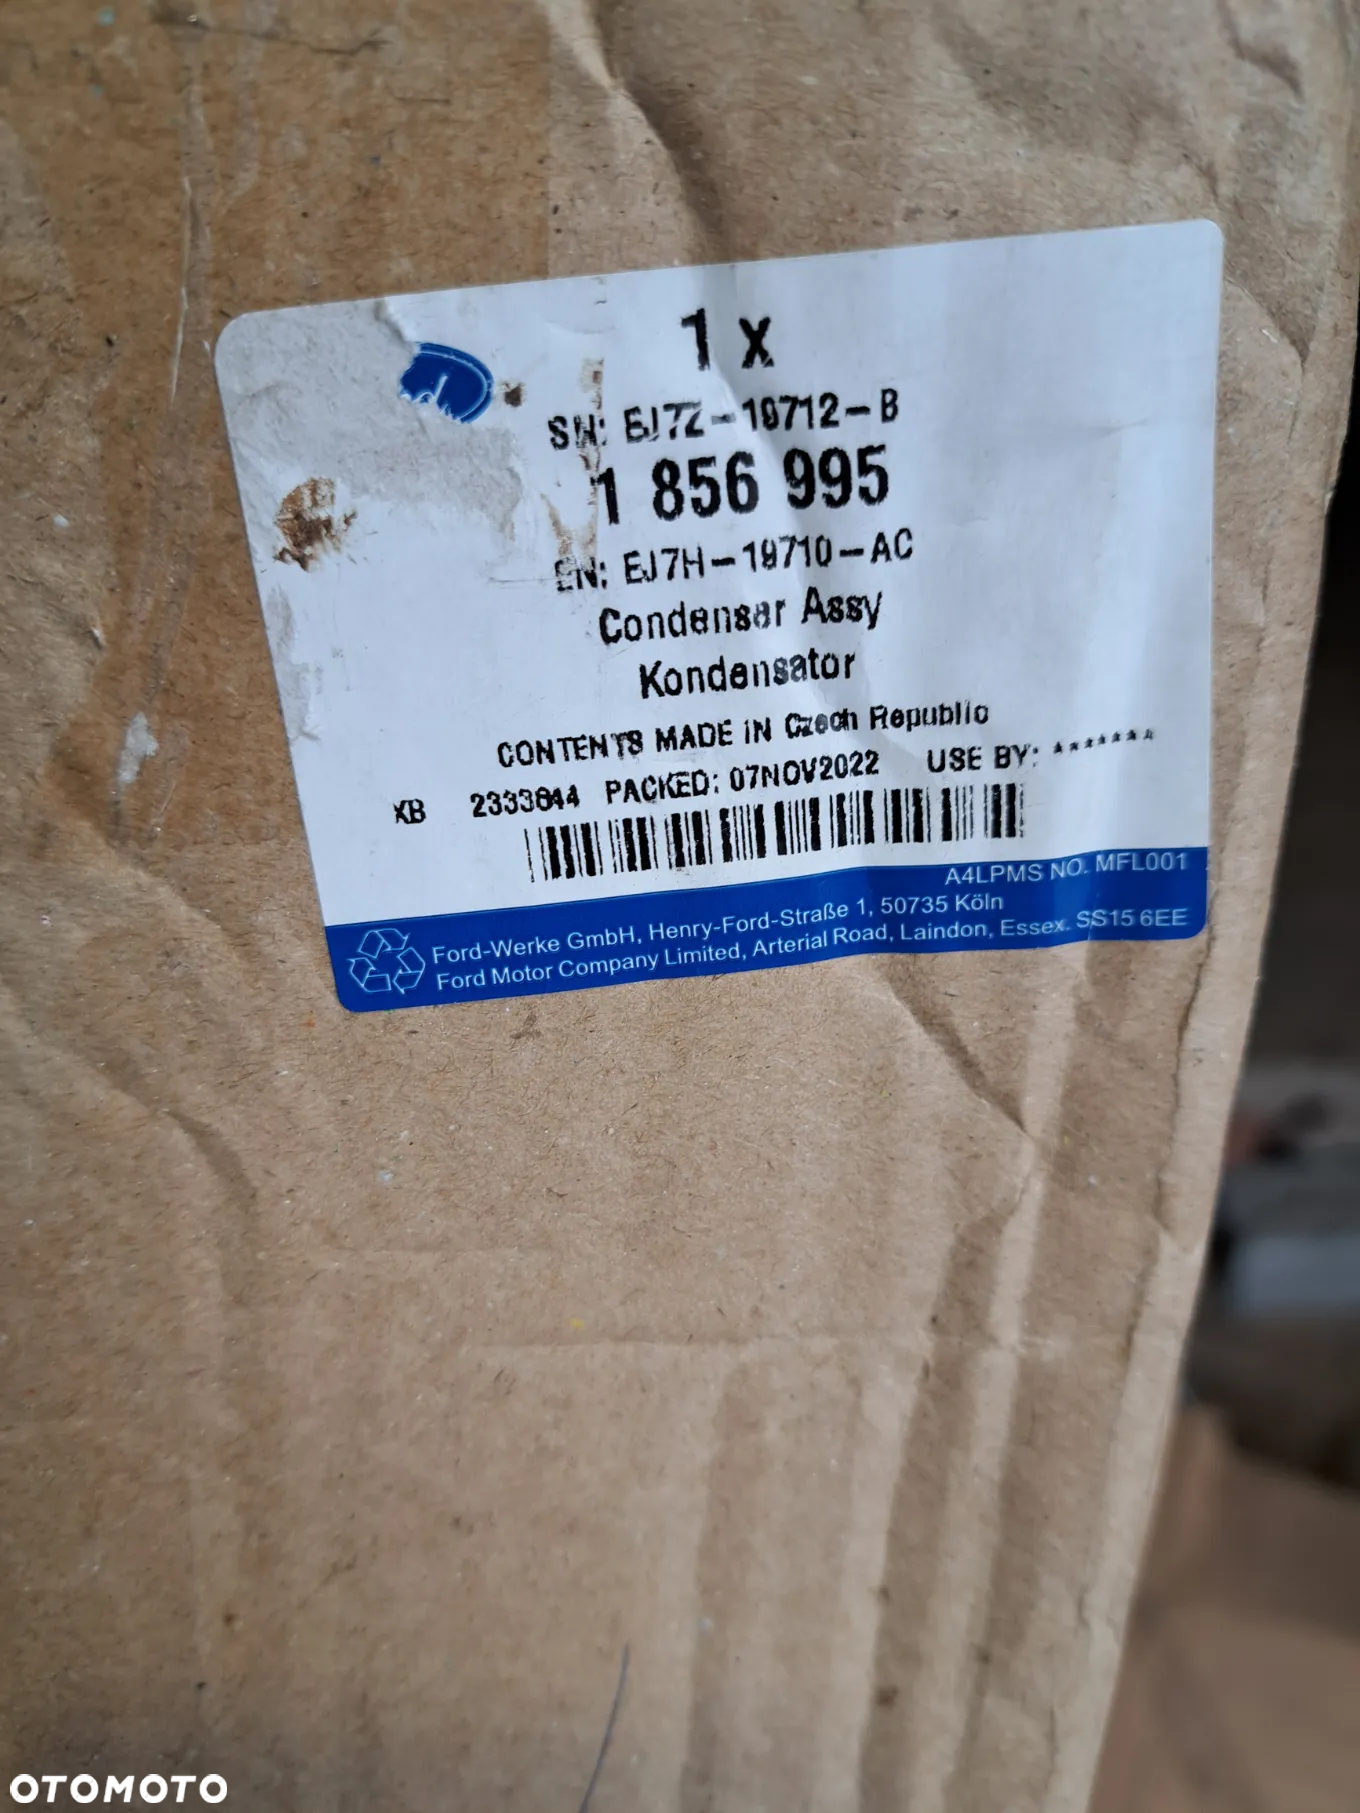 1 x
SN: EJ7Z-19712-B
1 856 995
EN: EJ7H-19710-AC
Condenser Assy
Kondensator
CONTENTS MADE IN Czech Republic
XB 2333644 PACKED: 07NOV2022 USE BY: *******
A4LPMS NO. MFL001
Ford-Werke GmbH, Henry-Ford-Straße 1, 50735 Köln
Ford Motor Company Limited, Arterial Road, Laindon, Essex. SS15 6EE
OTOMOTO